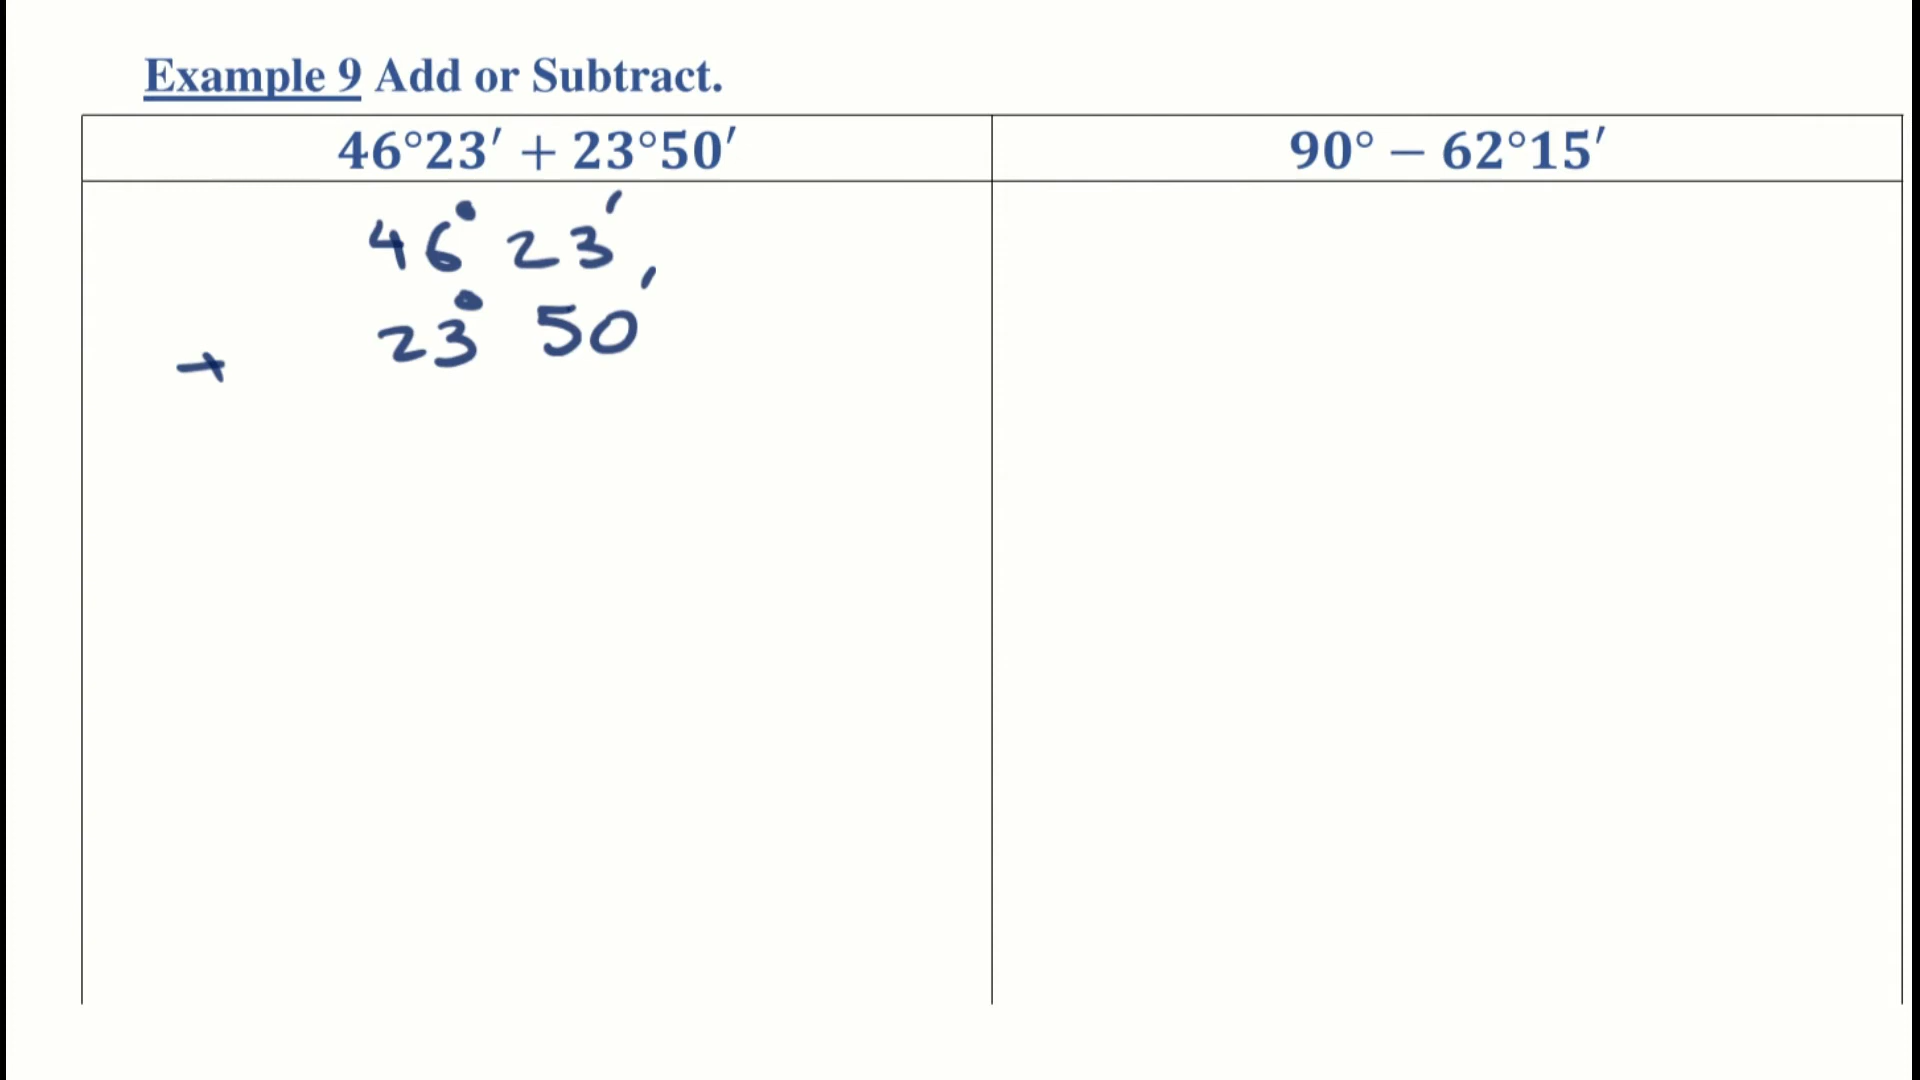 Example 9 Add or Subtract.
46°23′ + 23°50′
90° − 62°15′
46° 23′
+ 23° 50′